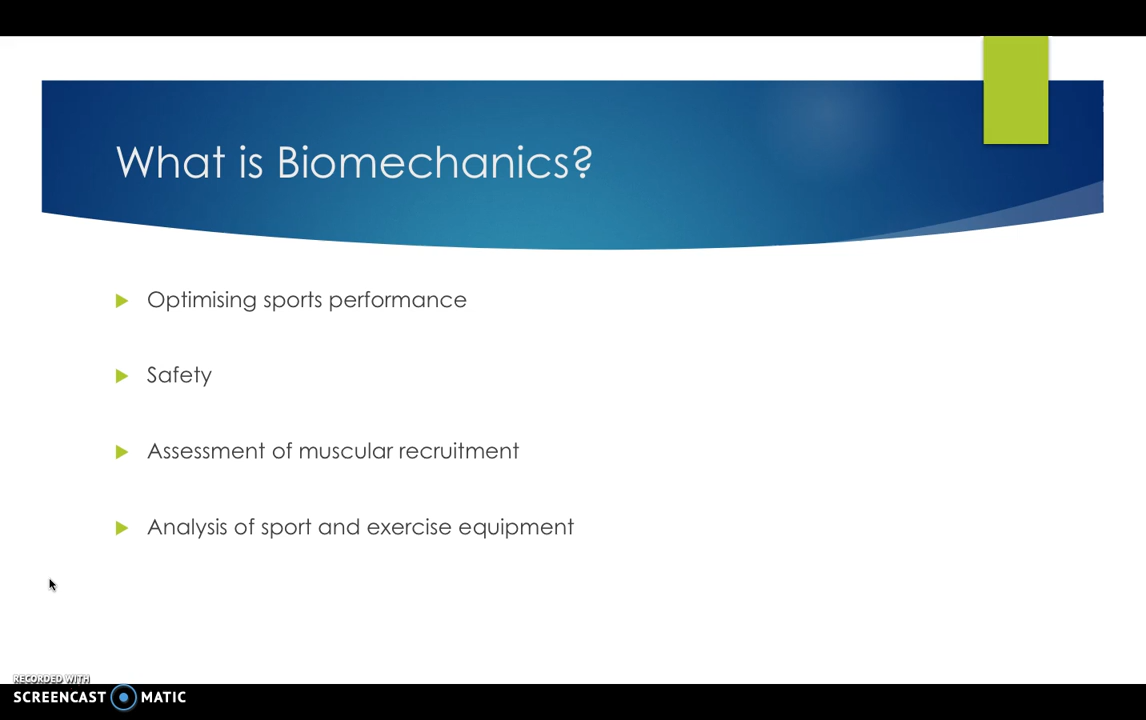 What is Biomechanics?
Optimising sports performance
Safety
Assessment of muscular recruitment
Analysis of sport and exercise equipment
RECORDED WITH
SCREENCAST MATIC